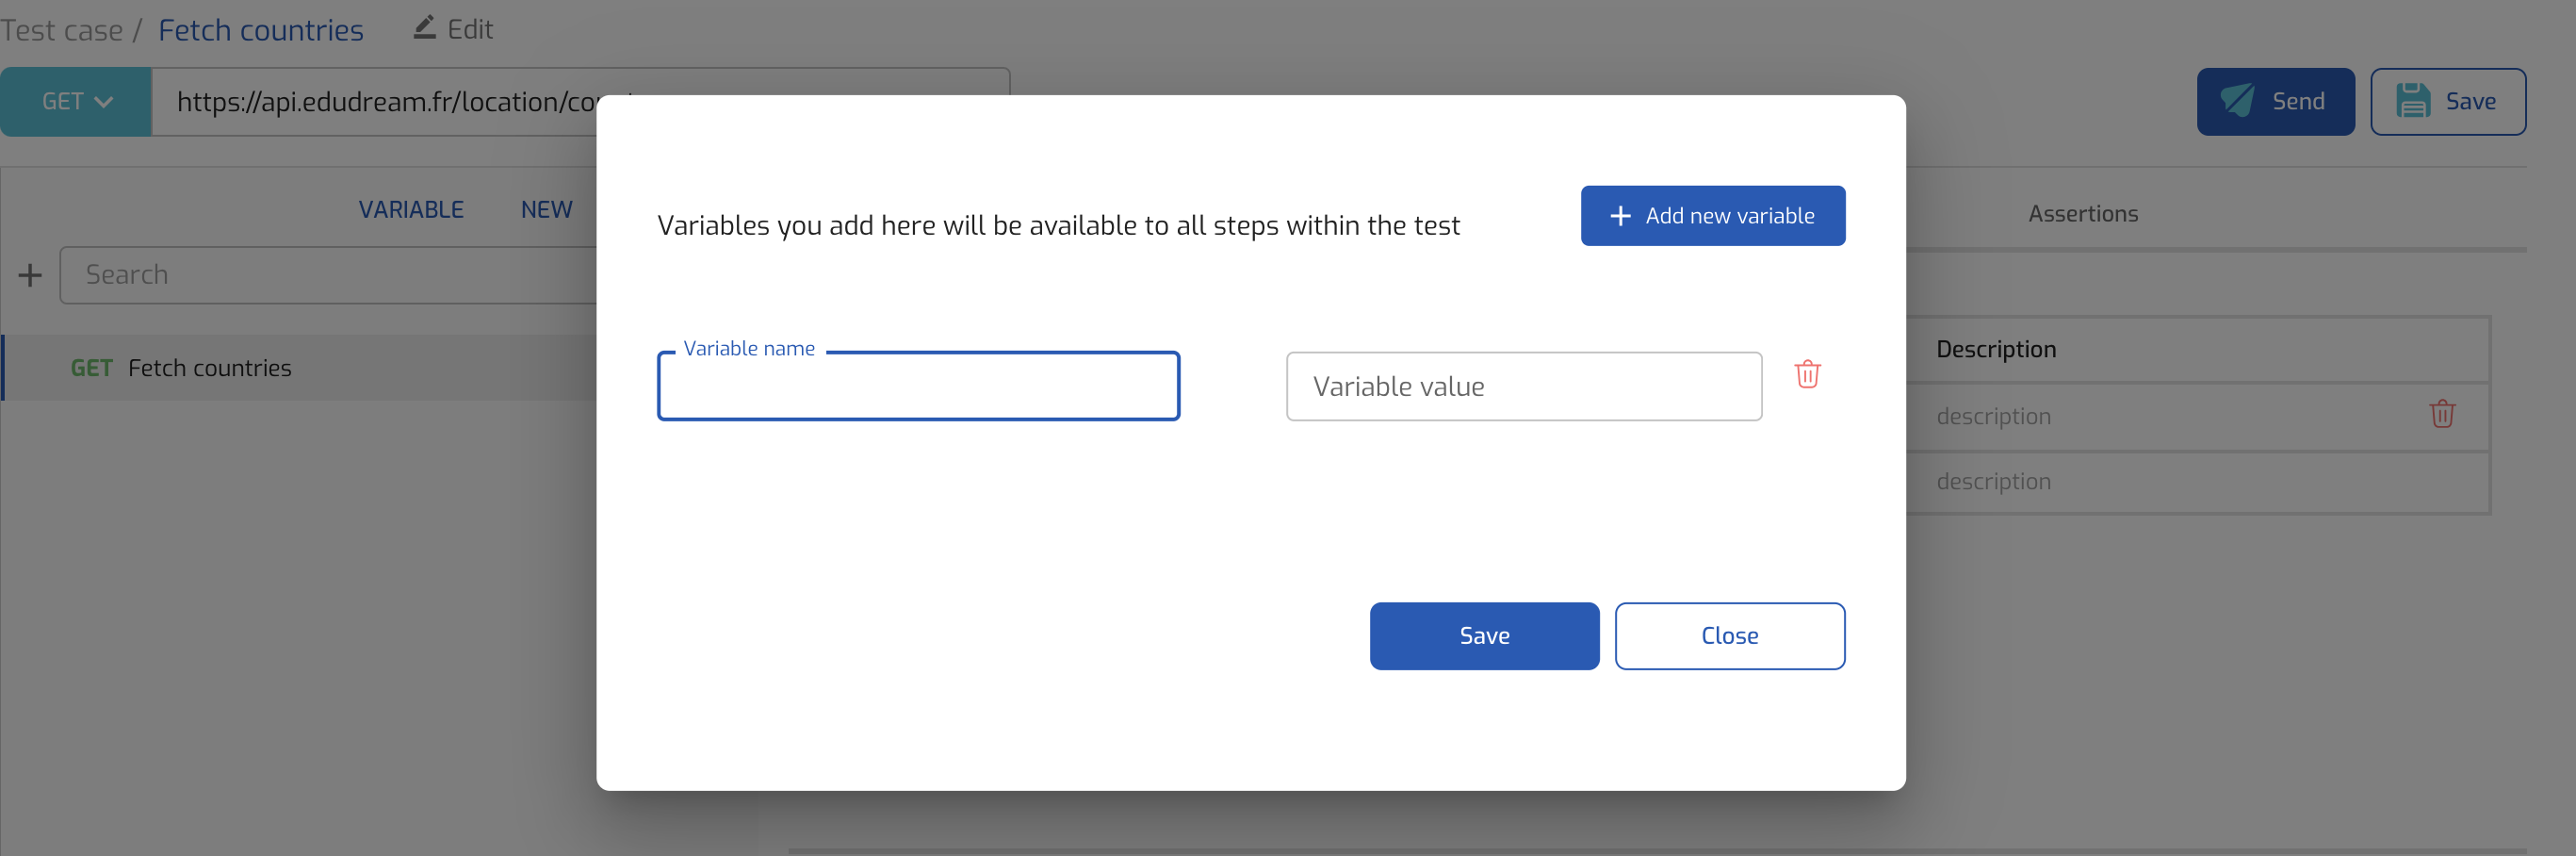 Test case / Fetch countries Edit
GET https://api.edudream.fr/location/cou
Send Save
VARIABLE NEW
Assertions
Search
GET Fetch countries
Variables you add here will be available to all steps within the test
Add new variable
Variable name
Variable value
Save Close
Description
description
description